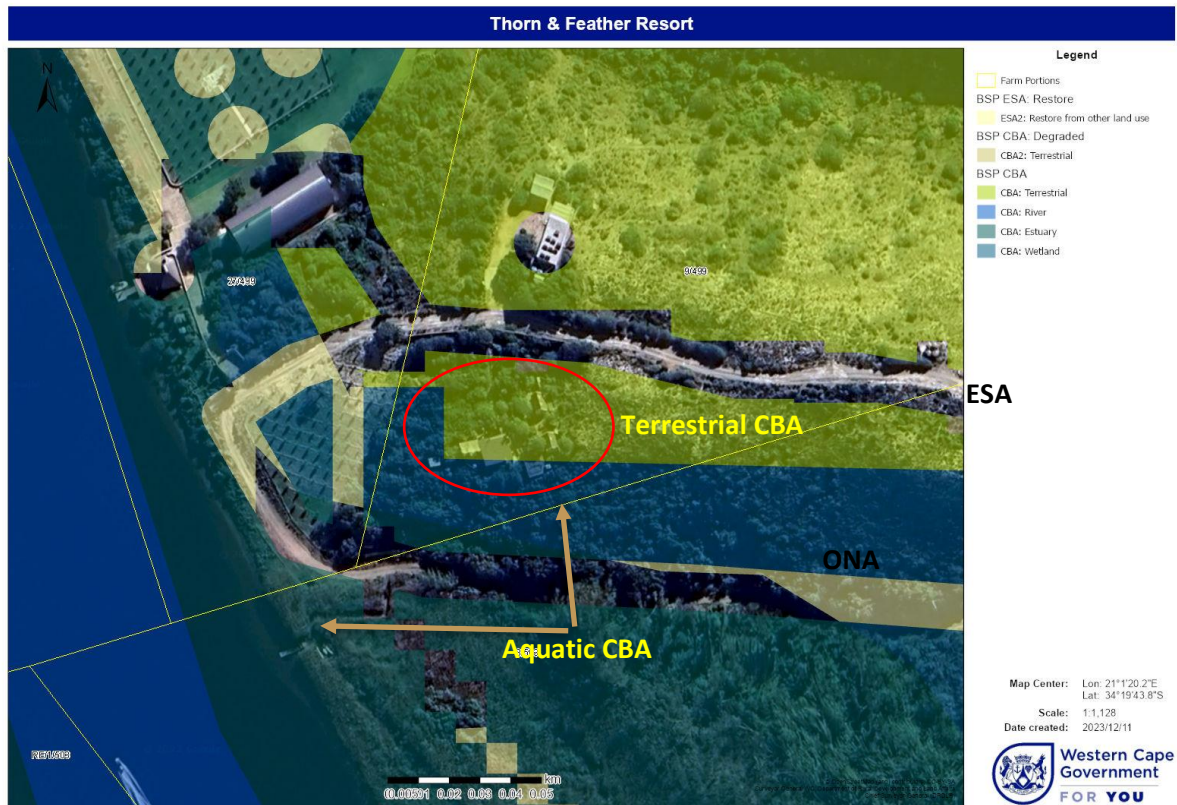 Thorn & Feather Resort
N
Legend
Farm Portions
BSP ESA: Restore
ESA2: Restore from other land use
BSP CBA: Degraded
CBA2: Terrestrial
BSP CBA
CBA: Terrestrial
CBA: River
CBA: Estuary
CBA: Wetland
9/499
27/499
ESA
Terrestrial CBA
ONA
Aquatic CBA
km
0.02 0.03 0.04 0.05
Map Center: Lon: 21°1'20.2"E
Lat: 34°19'43.8"S
Scale: 1:1,128
Date created: 2023/12/11
Western Cape
Government
FOR YOU